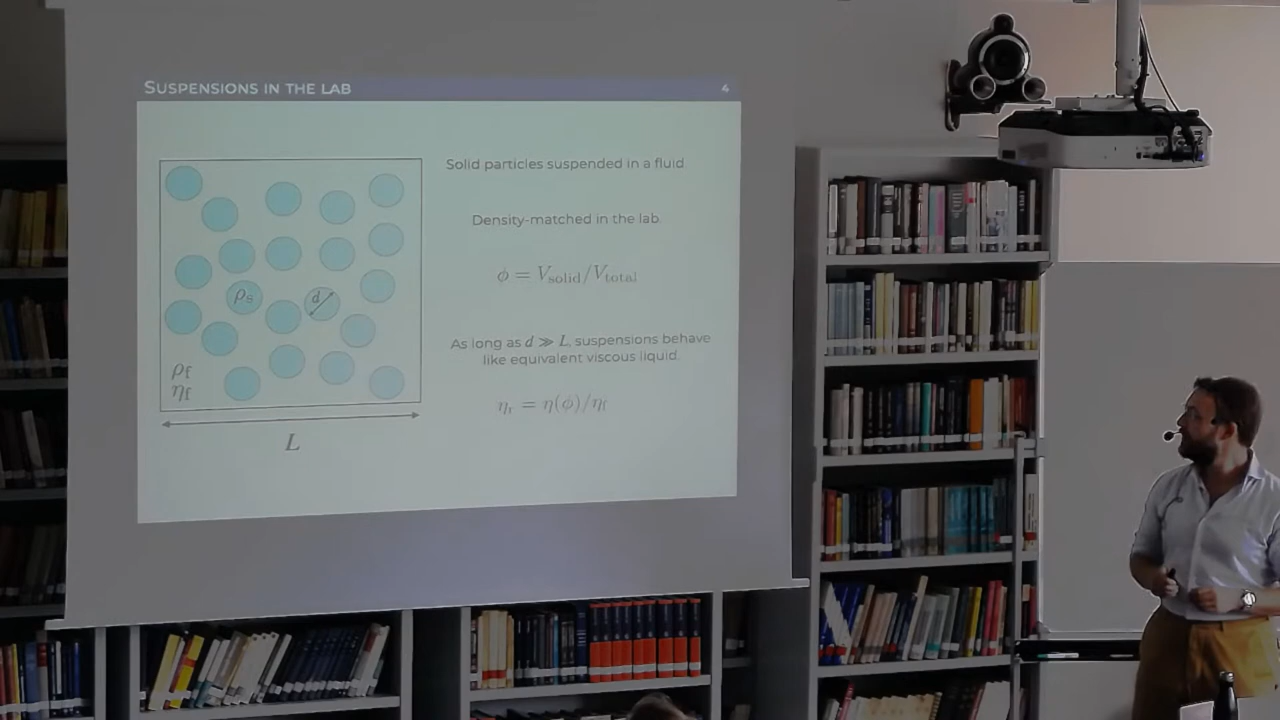 SUSPENSIONS IN THE LAB 4
Solid particles suspended in a fluid
Density-matched in the lab.
ϕ = V_solid/V_total
ρ_s d
As long as d ≫ L, suspensions behave
like equivalent viscous liquid.
ρ_f
η_f
η_r = η(ϕ)/η_f
L